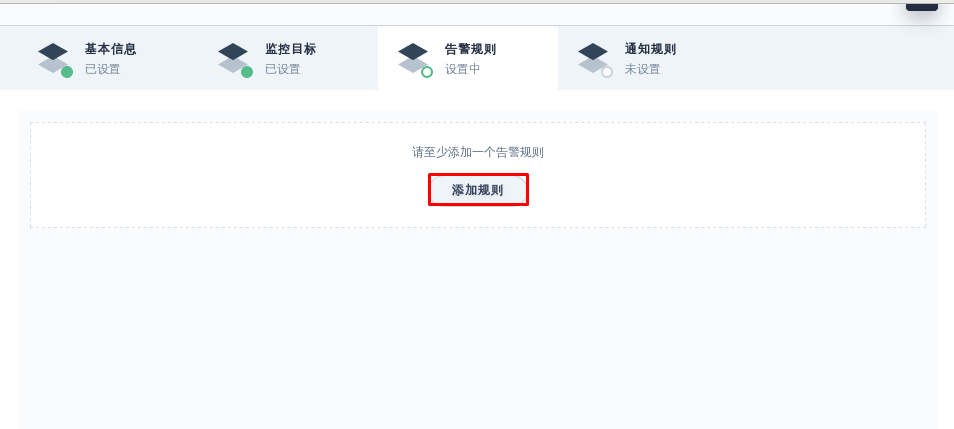 基本信息
已设置
监控目标
已设置
告警规则
设置中
通知规则
未设置
请至少添加一个告警规则
添加规则